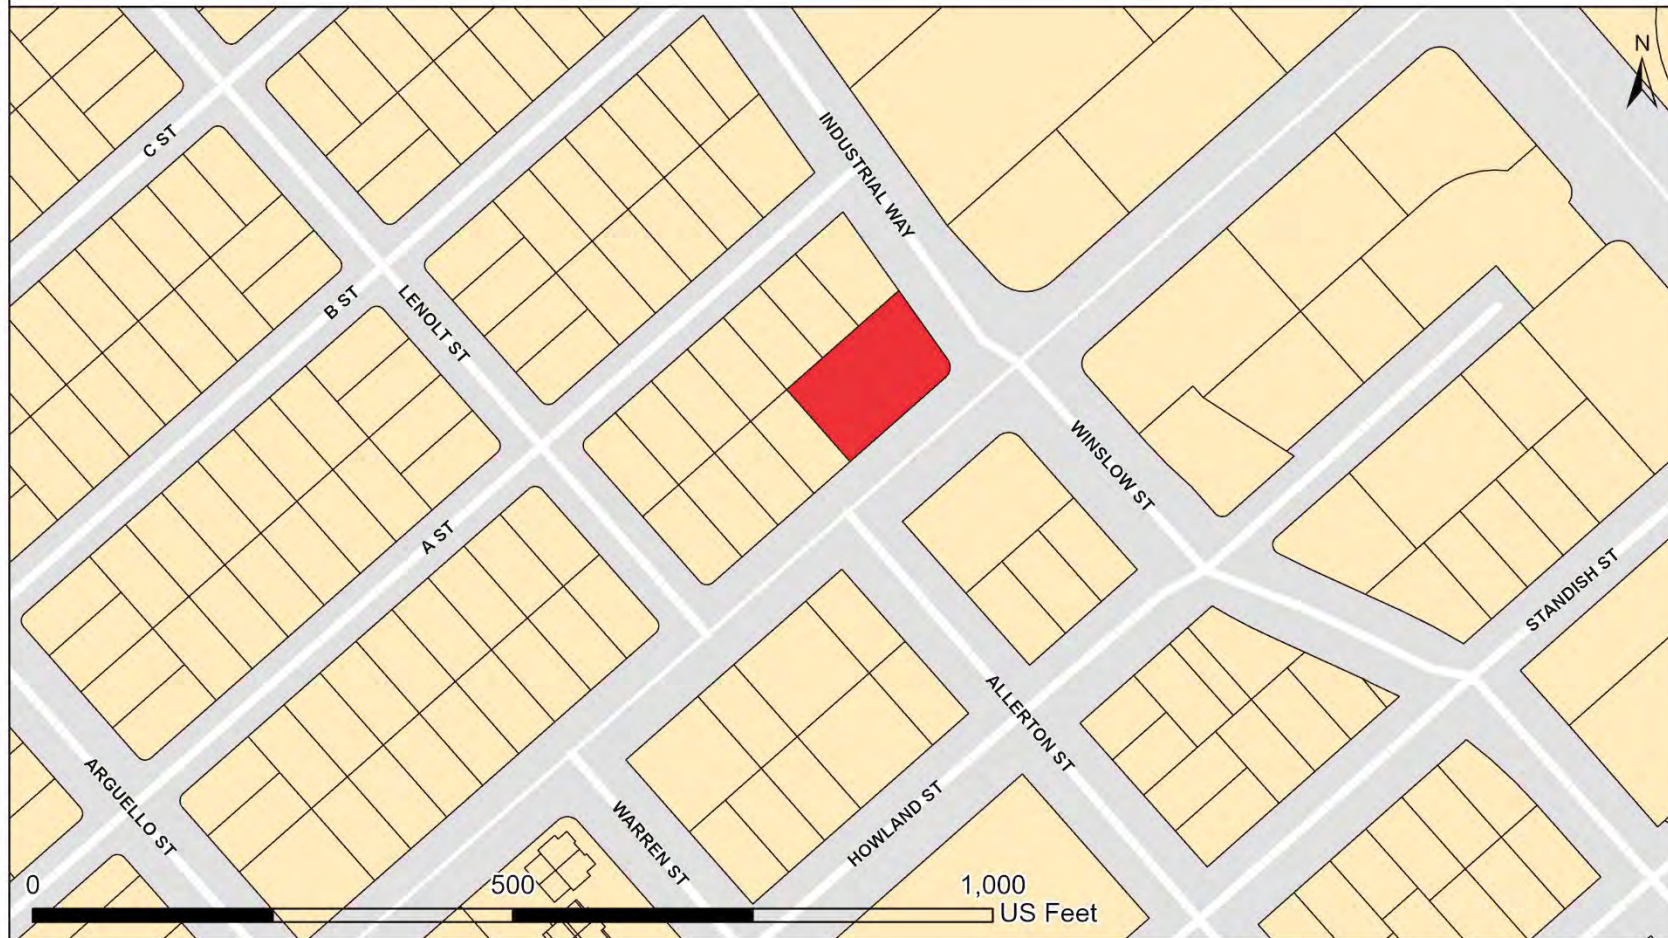 N
INDUSTRIAL WAY
C ST
B ST
LENOLT ST
WINSLOW ST
A ST
STANDISH ST
ALLERTON ST
ARGUELLO ST
WARREN ST
HOWLAND ST
0 500 1,000
US Feet